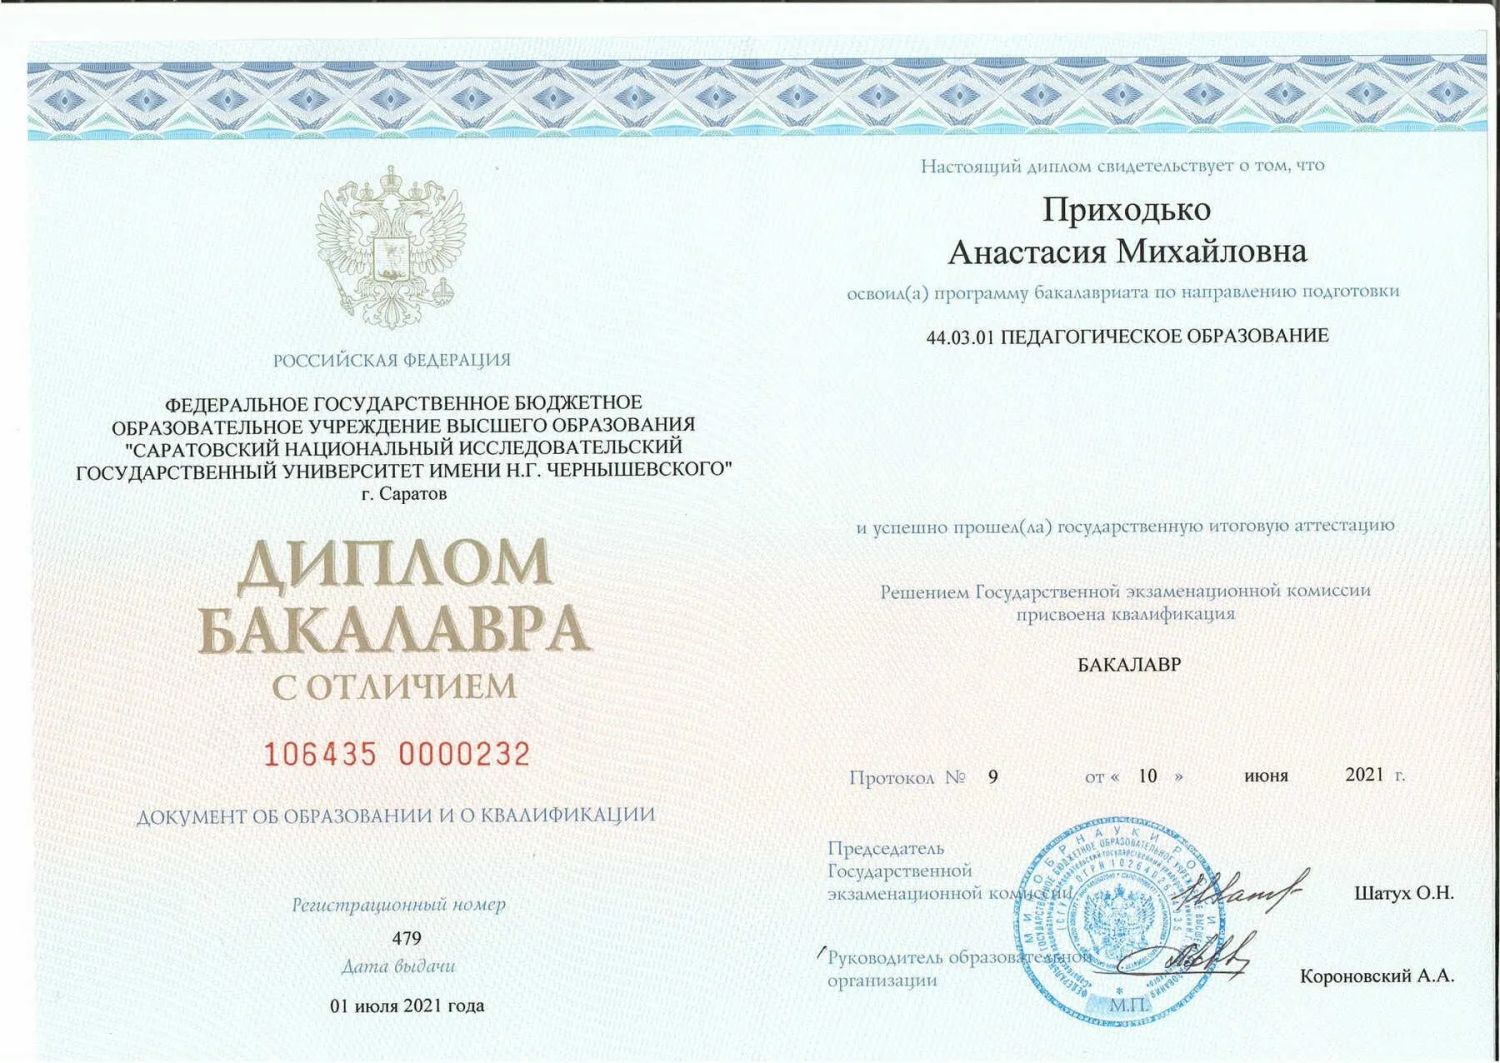 РОССИЙСКАЯ ФЕДЕРАЦИЯ
ФЕДЕРАЛЬНОЕ ГОСУДАРСТВЕННОЕ БЮДЖЕТНОЕ
ОБРАЗОВАТЕЛЬНОЕ УЧРЕЖДЕНИЕ ВЫСШЕГО ОБРАЗОВАНИЯ
"САРАТОВСКИЙ НАЦИОНАЛЬНЫЙ ИССЛЕДОВАТЕЛЬСКИЙ
ГОСУДАРСТВЕННЫЙ УНИВЕРСИТЕТ ИМЕНИ Н.Г. ЧЕРНЫШЕВСКОГО"
г. Саратов
ДИПЛОМ
БАКАЛАВРА
С ОТЛИЧИЕМ
106435 0000232
ДОКУМЕНТ ОБ ОБРАЗОВАНИИ И О КВАЛИФИКАЦИИ
Регистрационный номер
479
Дата выдачи
01 июля 2021 года
Настоящий диплом свидетельствует о том, что
Приходько
Анастасия Михайловна
освоил(а) программу бакалавриата по направлению подготовки
44.03.01 ПЕДАГОГИЧЕСКОЕ ОБРАЗОВАНИЕ
и успешно прошел(ла) государственную итоговую аттестацию
Решением Государственной экзаменационной комиссии
присвоена квалификация
БАКАЛАВР
Протокол № 9 от « 10 » июня 2021 г.
Председатель
Государственной
экзаменационной комиссии Шатух О.Н.
Руководитель образовательной
организации Короновский А.А.
М.П.
МИНОБРНАУКИ РОССИИ